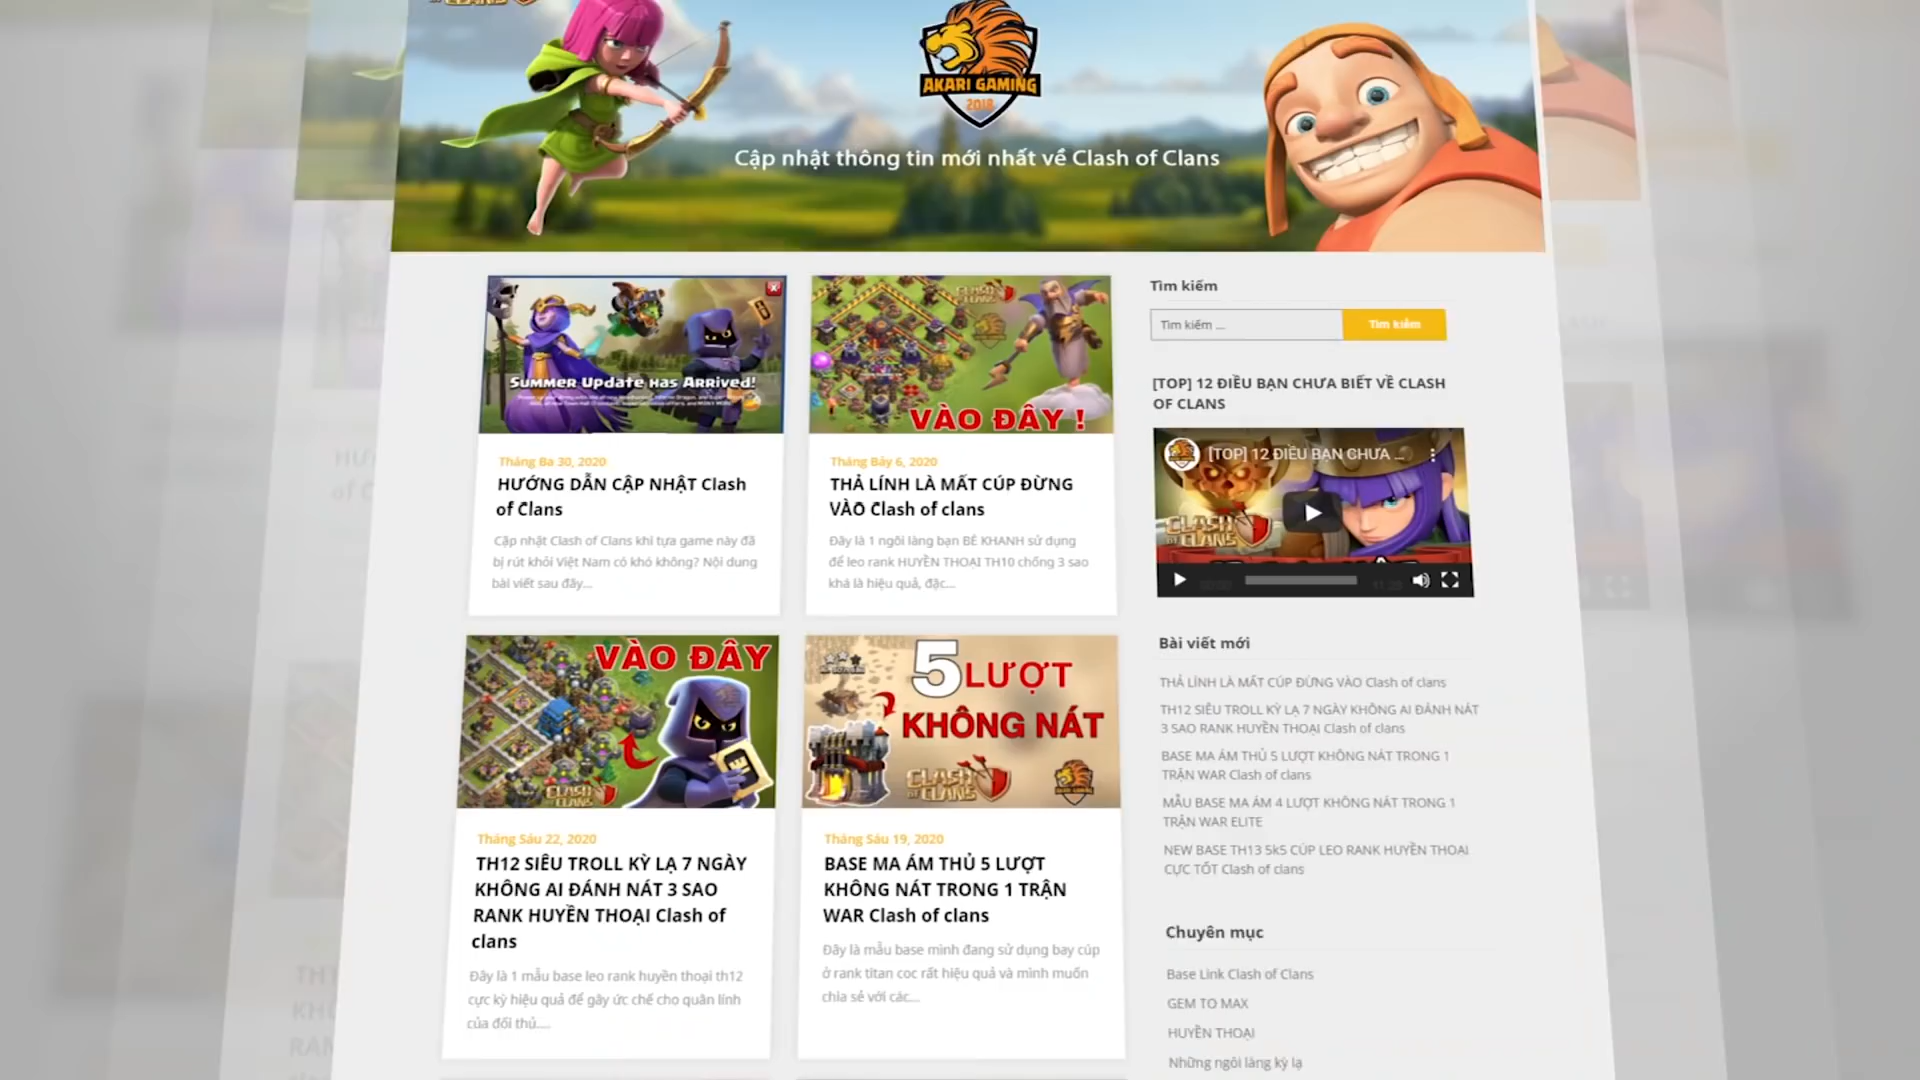 AKARI GAMING
2018
Cập nhật thông tin mới nhất về Clash of Clans
SUMMER UPDATE HAS ARRIVED!
Tháng Ba 30, 2020
HƯỚNG DẪN CẬP NHẬT Clash
of Clans
Cập nhật Clash of Clans khi tựa game này đã
bị rút khỏi Việt Nam có khó không? Nội dung
bài viết sau đây...
VÀO ĐÂY !
Tháng Bảy 6, 2020
THẢ LÍNH LÀ MẤT CÚP ĐỪNG
VÀO Clash of clans
Đây là 1 ngôi làng bạn BÉ KHANH sử dụng
để leo rank HUYỀN THOẠI TH10 chống 3 sao
khá là hiệu quả, đặc...
VÀO ĐÂY
CLASH
OF CLANS
Tháng Sáu 22, 2020
TH12 SIÊU TROLL KỲ LẠ 7 NGÀY
KHÔNG AI ĐÁNH NÁT 3 SAO
RANK HUYỀN THOẠI Clash of
clans
Đây là 1 mẫu base leo rank huyền thoại th12
cực kỳ hiệu quả để gây ức chế cho quân lính
của đối thủ....
5 LƯỢT
KHÔNG NÁT
CLASH
OF CLANS
AKARI GAMING
Tháng Sáu 19, 2020
BASE MA ÁM THỦ 5 LƯỢT
KHÔNG NÁT TRONG 1 TRẬN
WAR Clash of clans
Đây là mẫu base mình đang sử dụng bay cúp
ở rank titan coc rất hiệu quả và mình muốn
chia sẻ với các...
Tìm kiếm
Tìm kiếm ...
Tìm kiếm
[TOP] 12 ĐIỀU BẠN CHƯA BIẾT VỀ CLASH
OF CLANS
[TOP] 12 ĐIỀU BẠN CHƯA ...
CLASH
OF CLANS
Bài viết mới
THẢ LÍNH LÀ MẤT CÚP ĐỪNG VÀO Clash of clans
TH12 SIÊU TROLL KỲ LẠ 7 NGÀY KHÔNG AI ĐÁNH NÁT
3 SAO RANK HUYỀN THOẠI Clash of clans
BASE MA ÁM THỦ 5 LƯỢT KHÔNG NÁT TRONG 1
TRẬN WAR Clash of clans
MẪU BASE MA ÁM 4 LƯỢT KHÔNG NÁT TRONG 1
TRẬN WAR ELITE
NEW BASE TH13 5k5 CÚP LEO RANK HUYỀN THOẠI
CỰC TỐT Clash of clans
Chuyên mục
Base Link Clash of Clans
GEM TO MAX
HUYỀN THOẠI
Những ngôi làng kỳ lạ